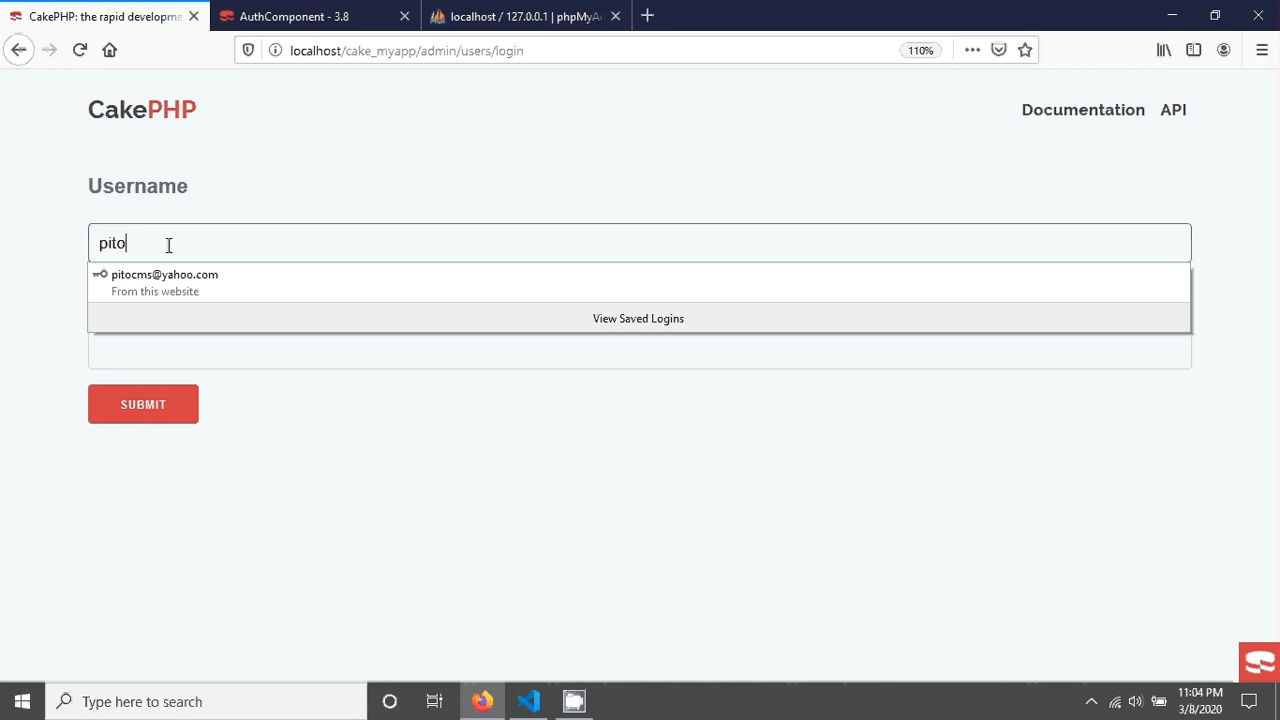 CakePHP: the rapid developme
AuthComponent - 3.8
localhost / 127.0.0.1 | phpMyA
localhost/cake_myapp/admin/users/login
110%
CakePHP
Documentation API
Username
pito
pitocms@yahoo.com
From this website
View Saved Logins
SUBMIT
Type here to search
11:04 PM
3/8/2020